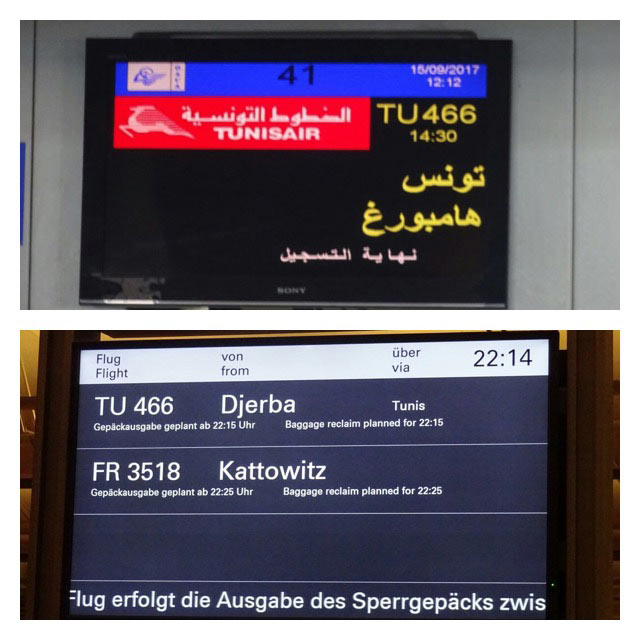 41
15/09/2017
12:12
الخطوط التونسية
TUNISAIR
TU 466
14:30
تونس
هامبورغ
نهاية التسجيل
SONY
Flug von über 22:14
Flight from via
TU 466 Djerba Tunis
Gepäckausgabe geplant ab 22:15 Uhr Baggage reclaim planned for 22:15
FR 3518 Kattowitz
Gepäckausgabe geplant ab 22:25 Uhr Baggage reclaim planned for 22:25
Flug erfolgt die Ausgabe des Sperrgepäcks zwis